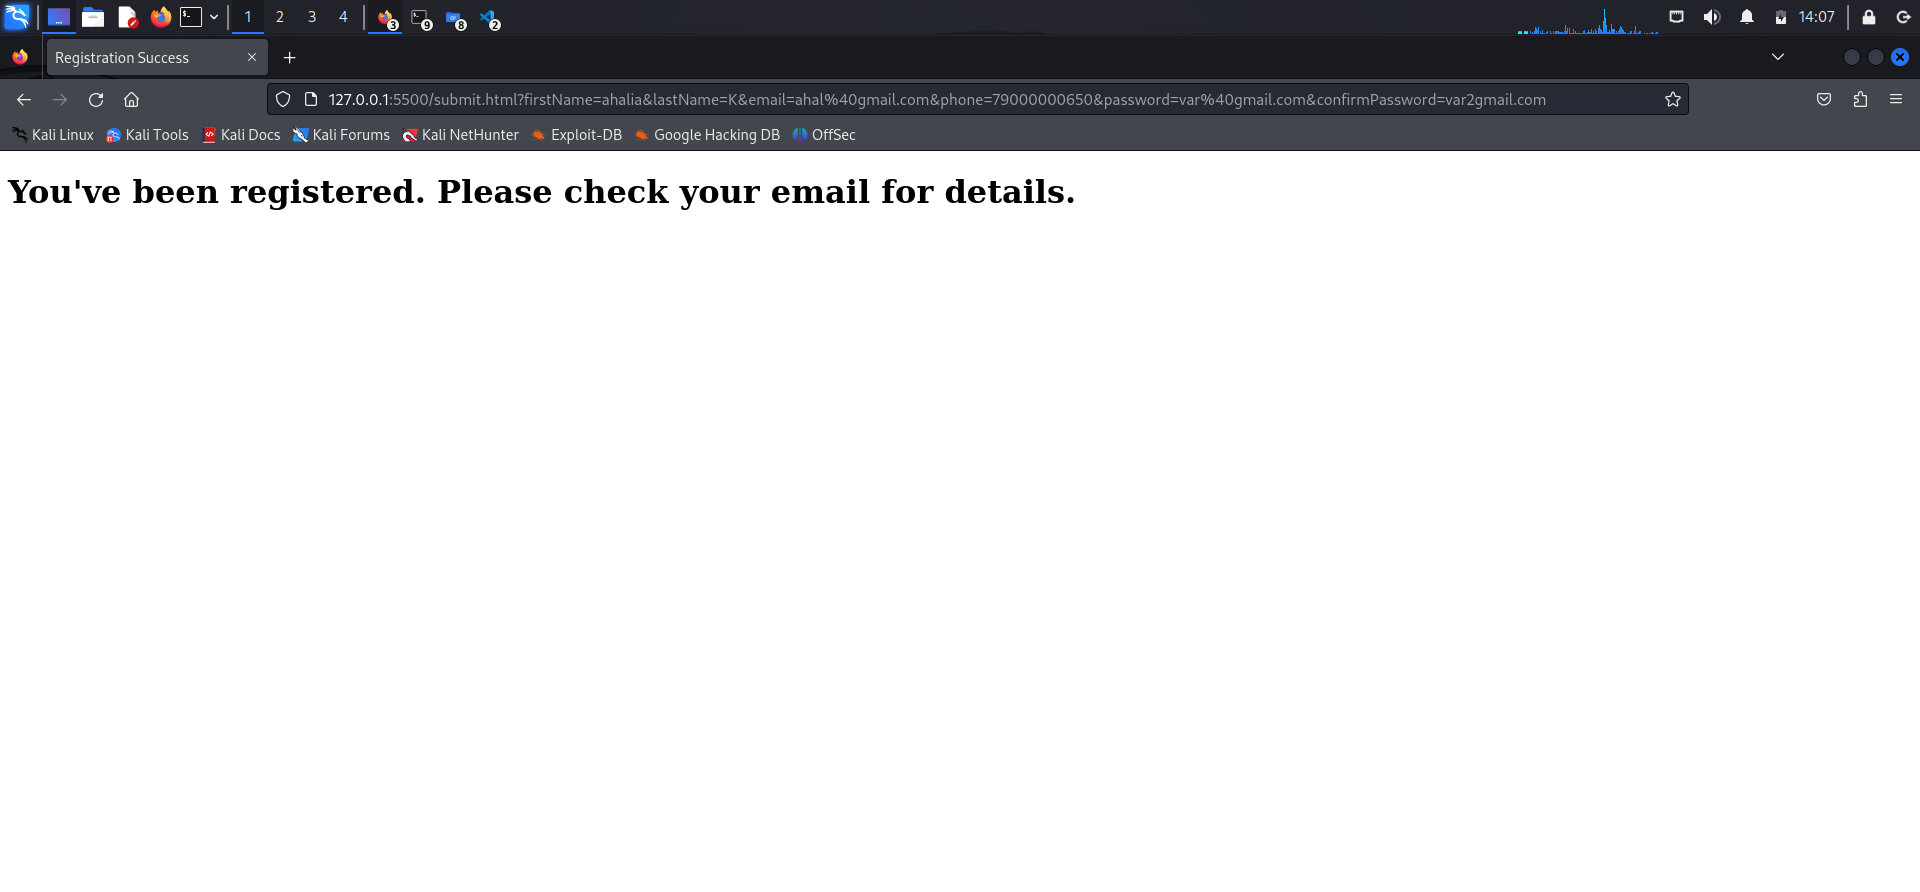 1 2 3 4 3 9 8 2 14:07
Registration Success
127.0.0.1:5500/submit.html?firstName=ahalia&lastName=K&email=ahal%40gmail.com&phone=79000000650&password=var%40gmail.com&confirmPassword=var2gmail.com
Kali Linux Kali Tools Kali Docs Kali Forums Kali NetHunter Exploit-DB Google Hacking DB OffSec
You've been registered. Please check your email for details.